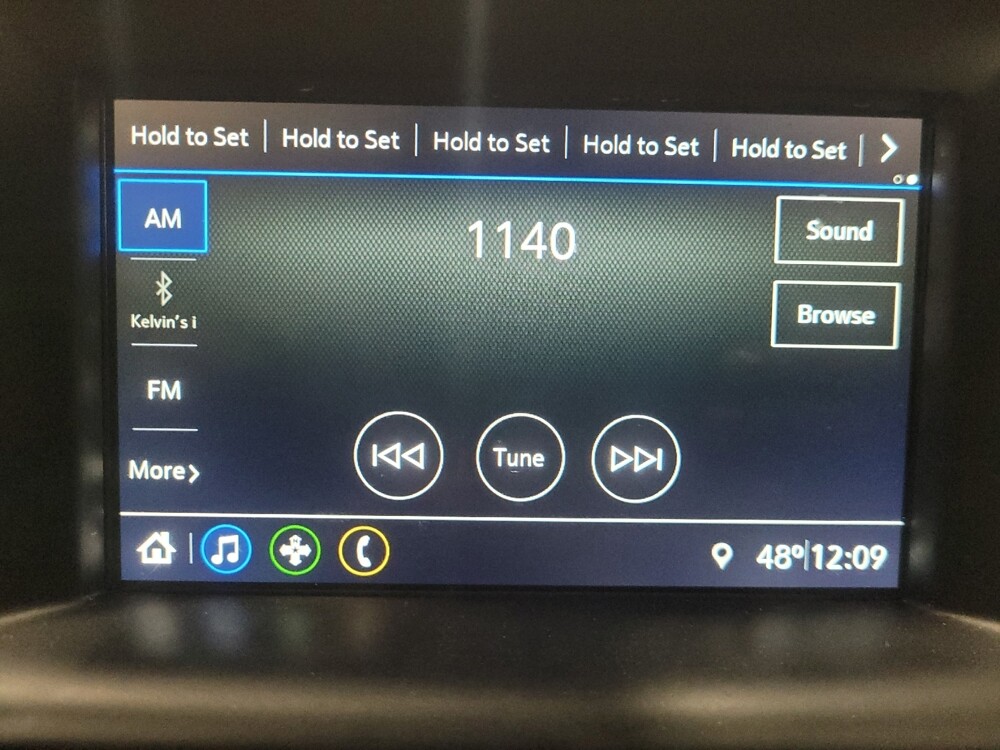 Hold to Set | Hold to Set | Hold to Set | Hold to Set | Hold to Set |
AM
1140
Sound
Kelvin's i
Browse
FM
More
Tune
48º|12:09